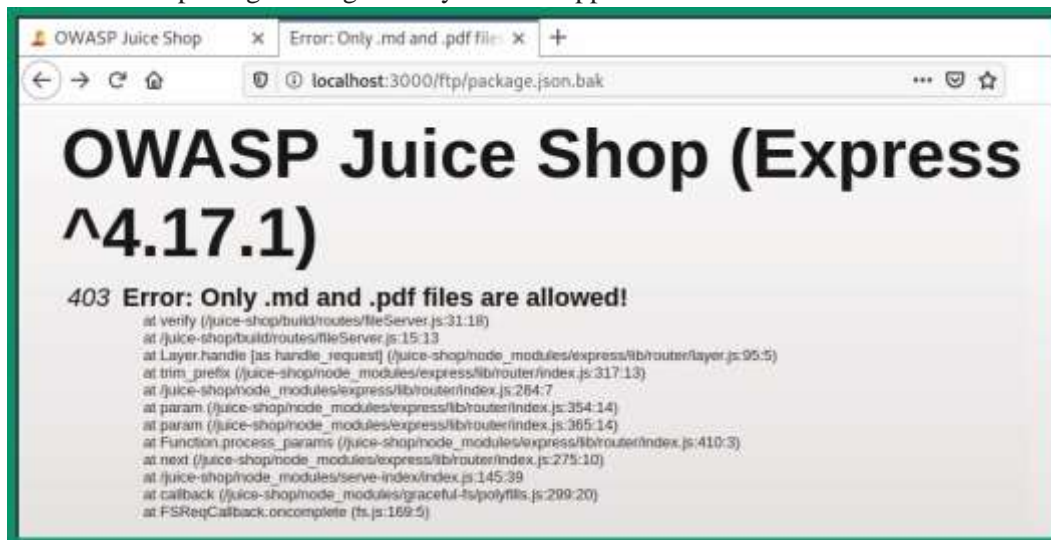 OWASP Juice Shop
Error: Only .md and .pdf file
localhost:3000/ftp/package.json.bak
OWASP Juice Shop (Express
^4.17.1)
403 Error: Only .md and .pdf files are allowed!
at verify (/juice-shop/build/routes/fileServer.js:31:18)
at /juice-shop/build/routes/fileServer.js:15:13
at Layer.handle [as handle_request] (/juice-shop/node_modules/express/lib/router/layer.js:95:5)
at trim_prefix (/juice-shop/node_modules/express/lib/router/index.js:317:13)
at /juice-shop/node_modules/express/lib/router/index.js:284:7
at param (/juice-shop/node_modules/express/lib/router/index.js:354:14)
at param (/juice-shop/node_modules/express/lib/router/index.js:365:14)
at Function.process_params (/juice-shop/node_modules/express/lib/router/index.js:410:3)
at next (/juice-shop/node_modules/express/lib/router/index.js:275:10)
at /juice-shop/node_modules/serve-index/index.js:145:39
at callback (/juice-shop/node_modules/graceful-fs/polyfills.js:299:20)
at FSReqCallback.oncomplete (fs.js:169:5)